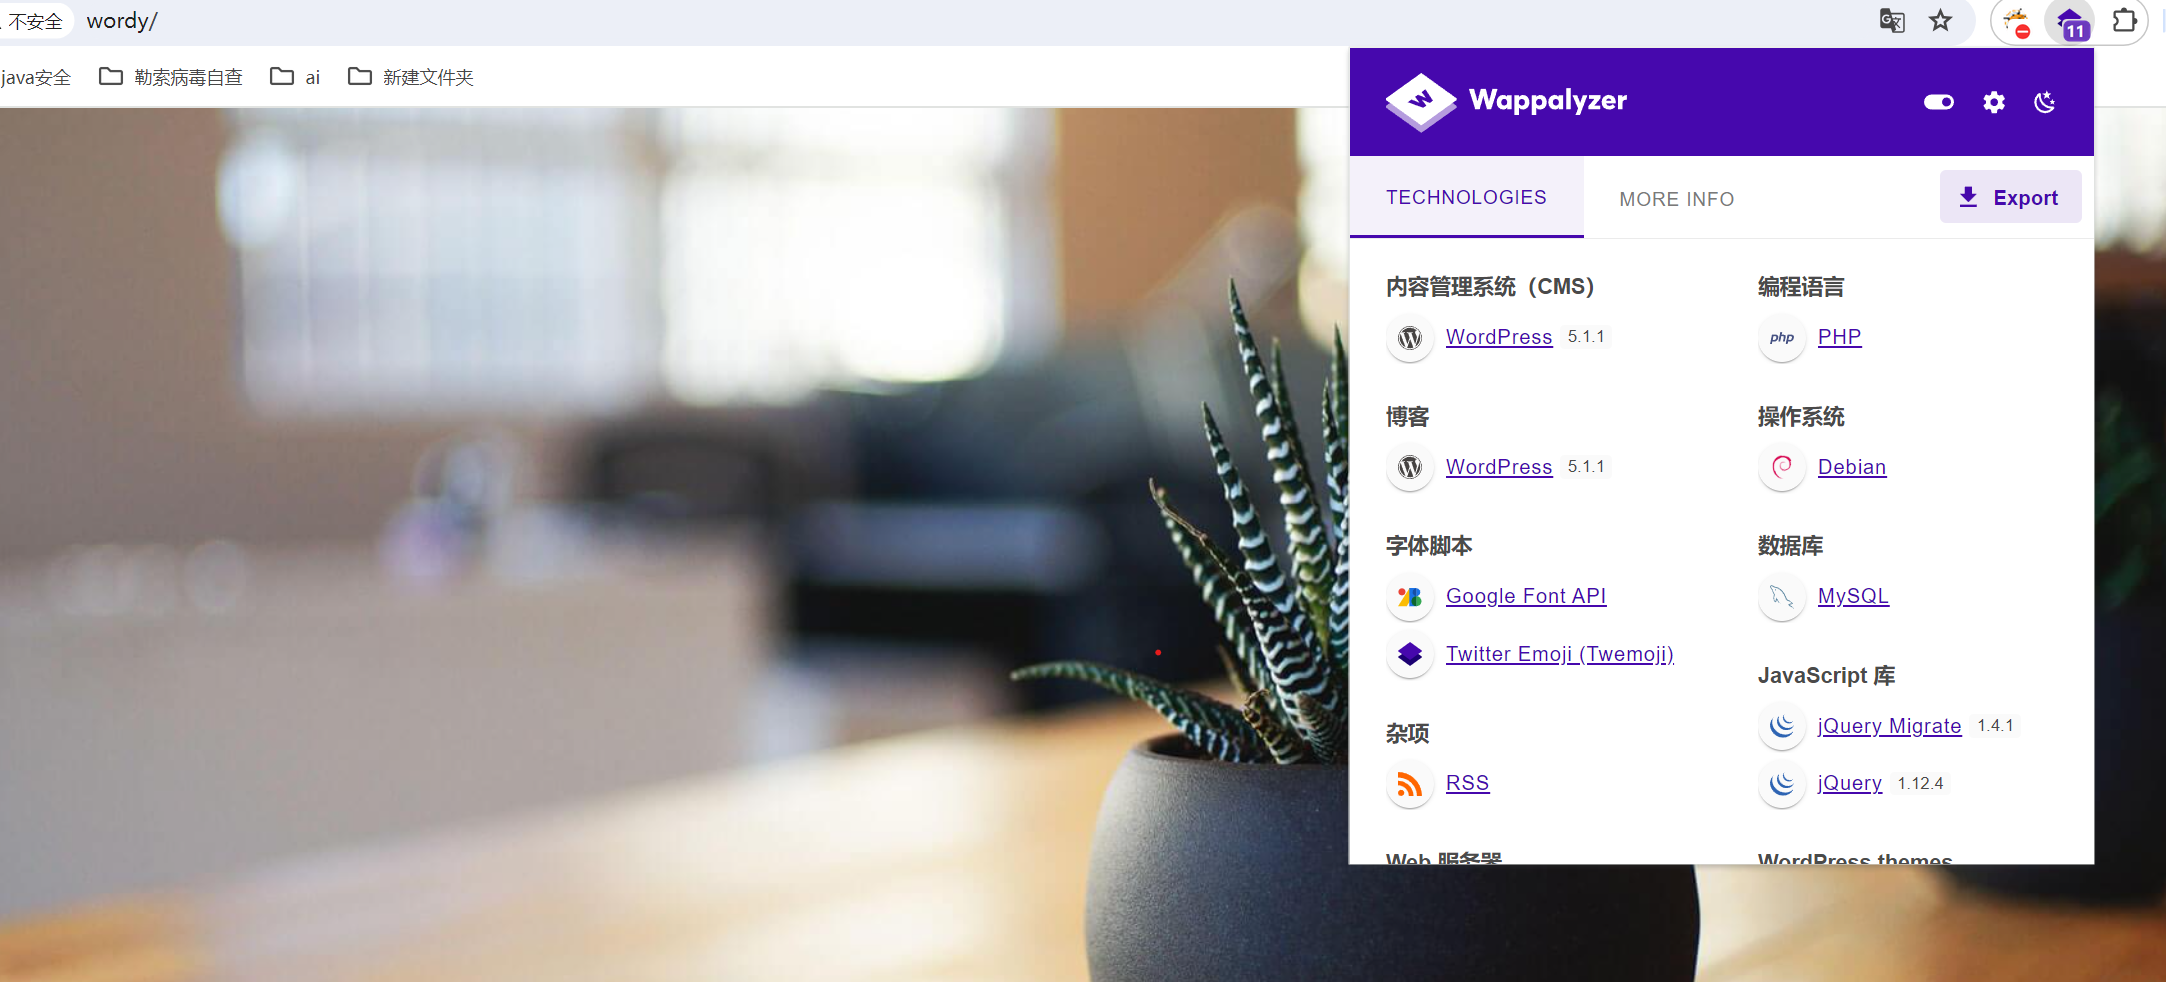 不安全 wordy/
11
java安全 勒索病毒自查 ai 新建文件夹
Wappalyzer
TECHNOLOGIES MORE INFO Export
内容管理系统（CMS）
WordPress 5.1.1
博客
WordPress 5.1.1
字体脚本
Google Font API
Twitter Emoji (Twemoji)
杂项
RSS
Web 服务器
编程语言
php PHP
操作系统
Debian
数据库
MySQL
JavaScript 库
jQuery Migrate 1.4.1
jQuery 1.12.4
WordPress themes